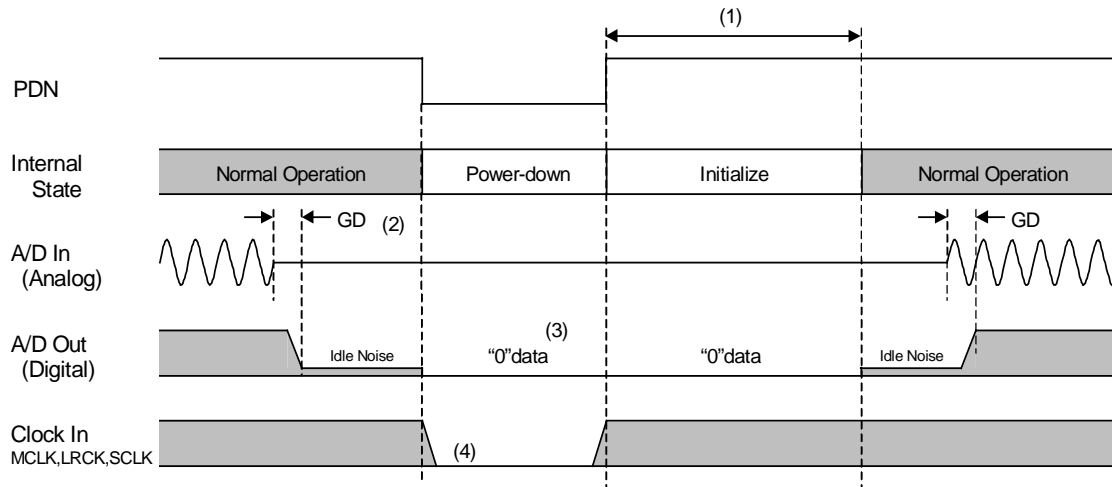 (1)
PDN
Internal
State
Normal Operation
Power-down
Initialize
Normal Operation
GD (2)
GD
A/D In
(Analog)
A/D Out
(Digital)
Idle Noise
(3)
“0”data
“0”data
Idle Noise
Clock In
MCLK,LRCK,SCLK
(4)